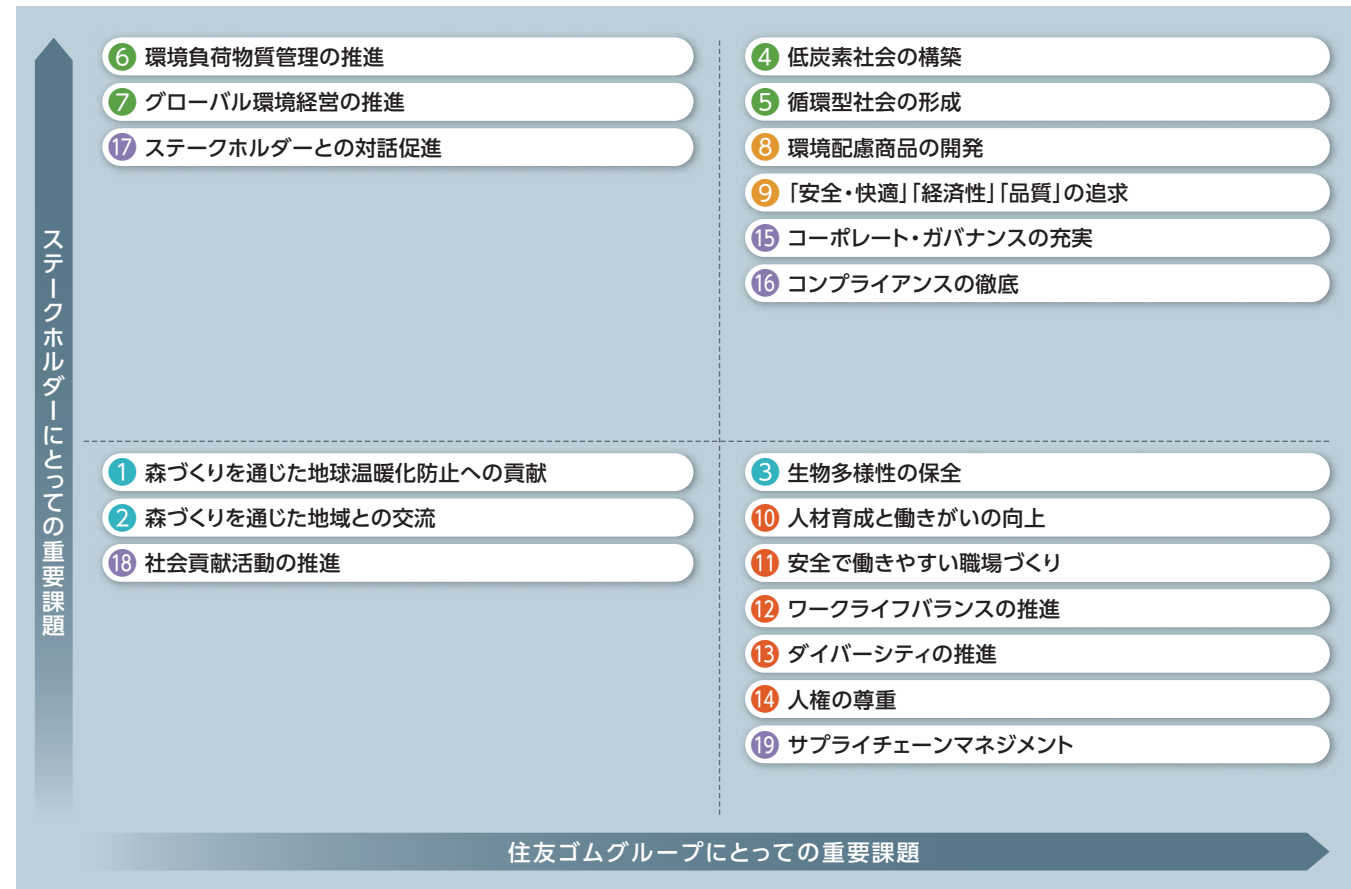 ステークホルダーにとっての重要課題
⑥ 環境負荷物質管理の推進
⑦ グローバル環境経営の推進
⑰ ステークホルダーとの対話促進
④ 低炭素社会の構築
⑤ 循環型社会の形成
⑧ 環境配慮商品の開発
⑨ 「安全・快適」「経済性」「品質」の追求
⑮ コーポレート・ガバナンスの充実
⑯ コンプライアンスの徹底
① 森づくりを通じた地球温暖化防止への貢献
② 森づくりを通じた地域との交流
⑱ 社会貢献活動の推進
③ 生物多様性の保全
⑩ 人材育成と働きがいの向上
⑪ 安全で働きやすい職場づくり
⑫ ワークライフバランスの推進
⑬ ダイバーシティの推進
⑭ 人権の尊重
⑲ サプライチェーンマネジメント
住友ゴムグループにとっての重要課題